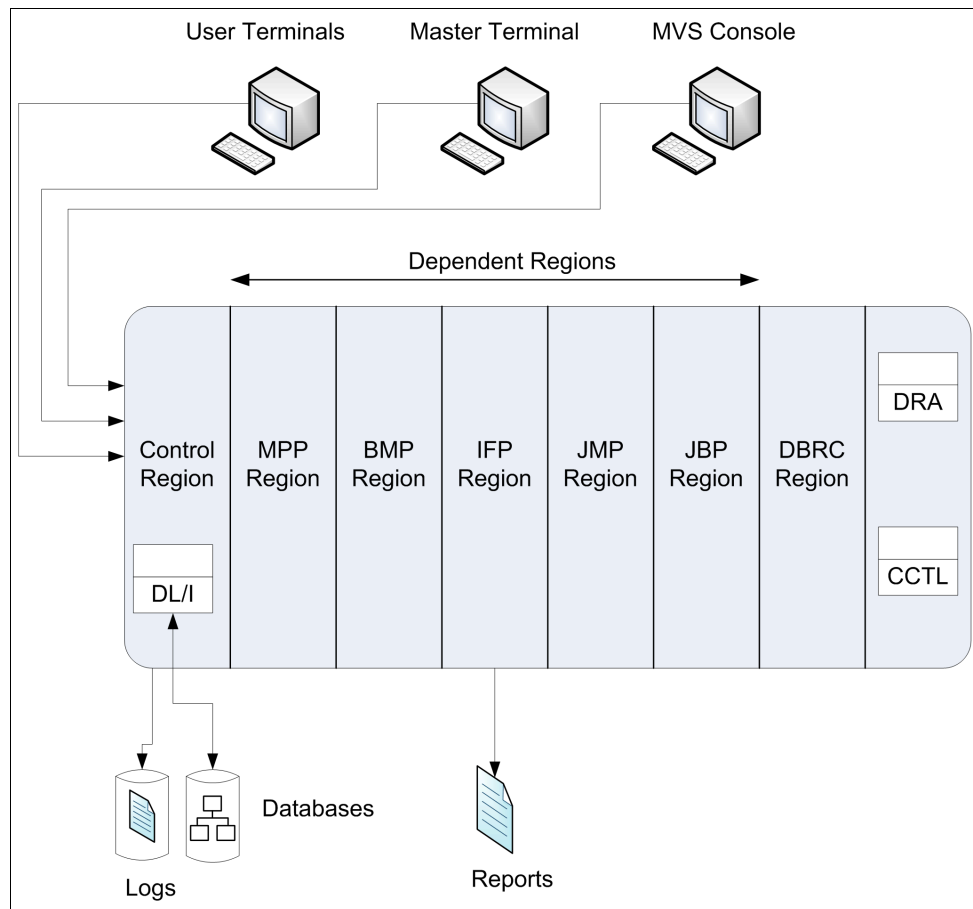 User Terminals
Master Terminal
MVS Console
Dependent Regions
Control
Region
MPP
Region
BMP
Region
IFP
Region
JMP
Region
JBP
Region
DBRC
Region
DRA
CCTL
DL/I
Databases
Logs
Reports